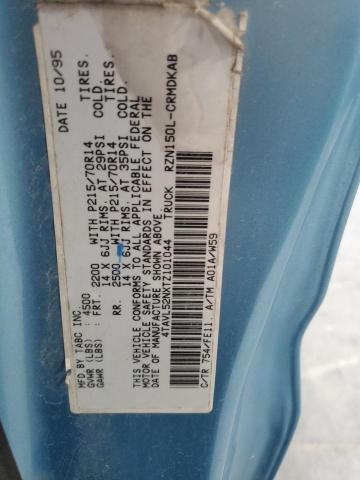 MFD. BY TABC INC. DATE 10/95
GVWR (LBS) : 4500
GAWR (LBS) : FRT. 2200 WITH P215/70R14 TIRES.
14 X 6JJ RIMS. AT 29PSI COLD.
RR. 2500 WITH P215/70R14 TIRES.
14 X 6JJ RIMS. AT 35PSI COLD.
THIS VEHICLE CONFORMS TO ALL APPLICABLE FEDERAL
MOTOR VEHICLE SAFETY STANDARDS IN EFFECT ON THE
DATE OF MANUFACTURE SHOWN ABOVE.
4TAVL52NXTZ101044 TRUCK RZN150L-CRMDKAB
C/TR 754/FE11. A/TM A01A/W59